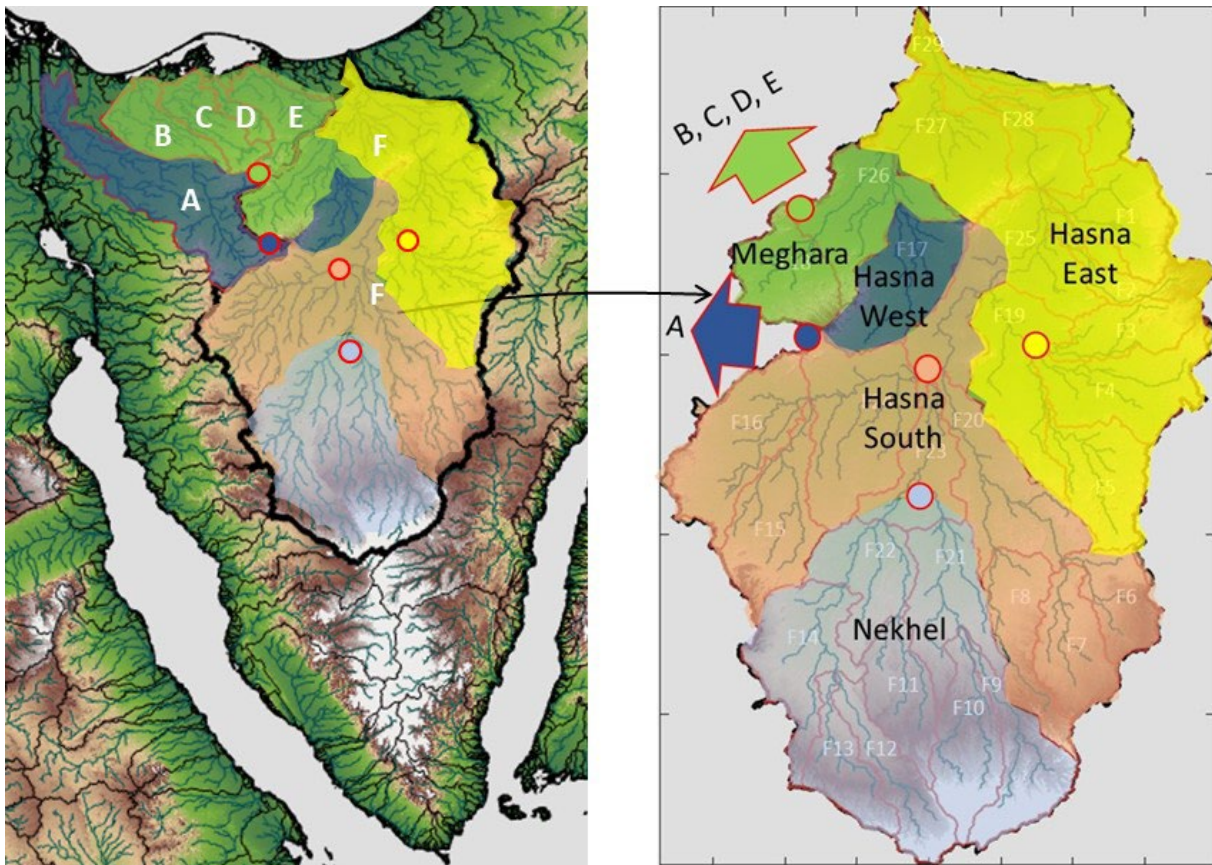 B
C
D
E
A
F
F
B, C, D, E
A
Meghara
Hasna
West
Hasna
East
Hasna
South
Nekhel
F29
F27
F28
F26
F1
F25
F17
F19
F3
F4
F16
F20
F23
F5
F15
F22
F21
F8
F6
F7
F14
F11
F9
F10
F13
F12